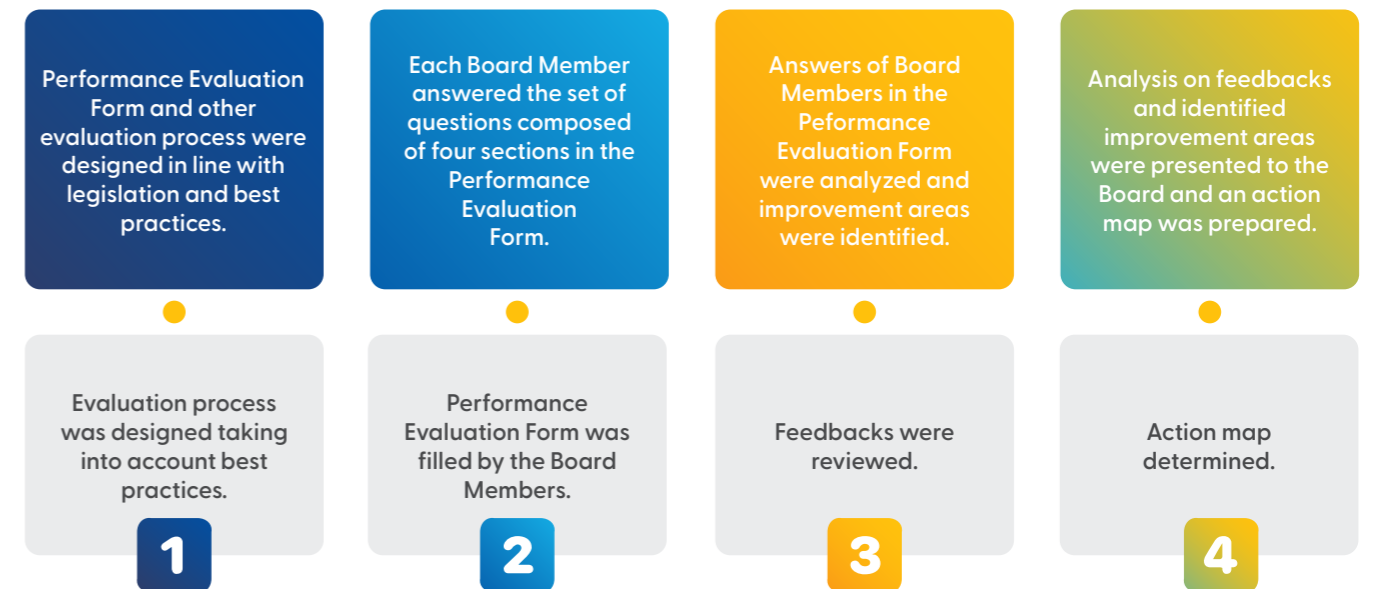 Performance Evaluation
Form and other
evaluation process were
designed in line with
legislation and best
practices.
Evaluation process
was designed taking
into account best
practices.
1
Each Board Member
answered the set of
questions composed
of four sections in the
Performance
Evaluation
Form.
Performance
Evaluation Form was
filled by the Board
Members.
2
Answers of Board
Members in the
Peformance
Evaluation Form
were analyzed and
improvement areas
were identified.
Feedbacks were
reviewed.
3
Analysis on feedbacks
and identified
improvement areas
were presented to the
Board and an action
map was prepared.
Action map
determined.
4